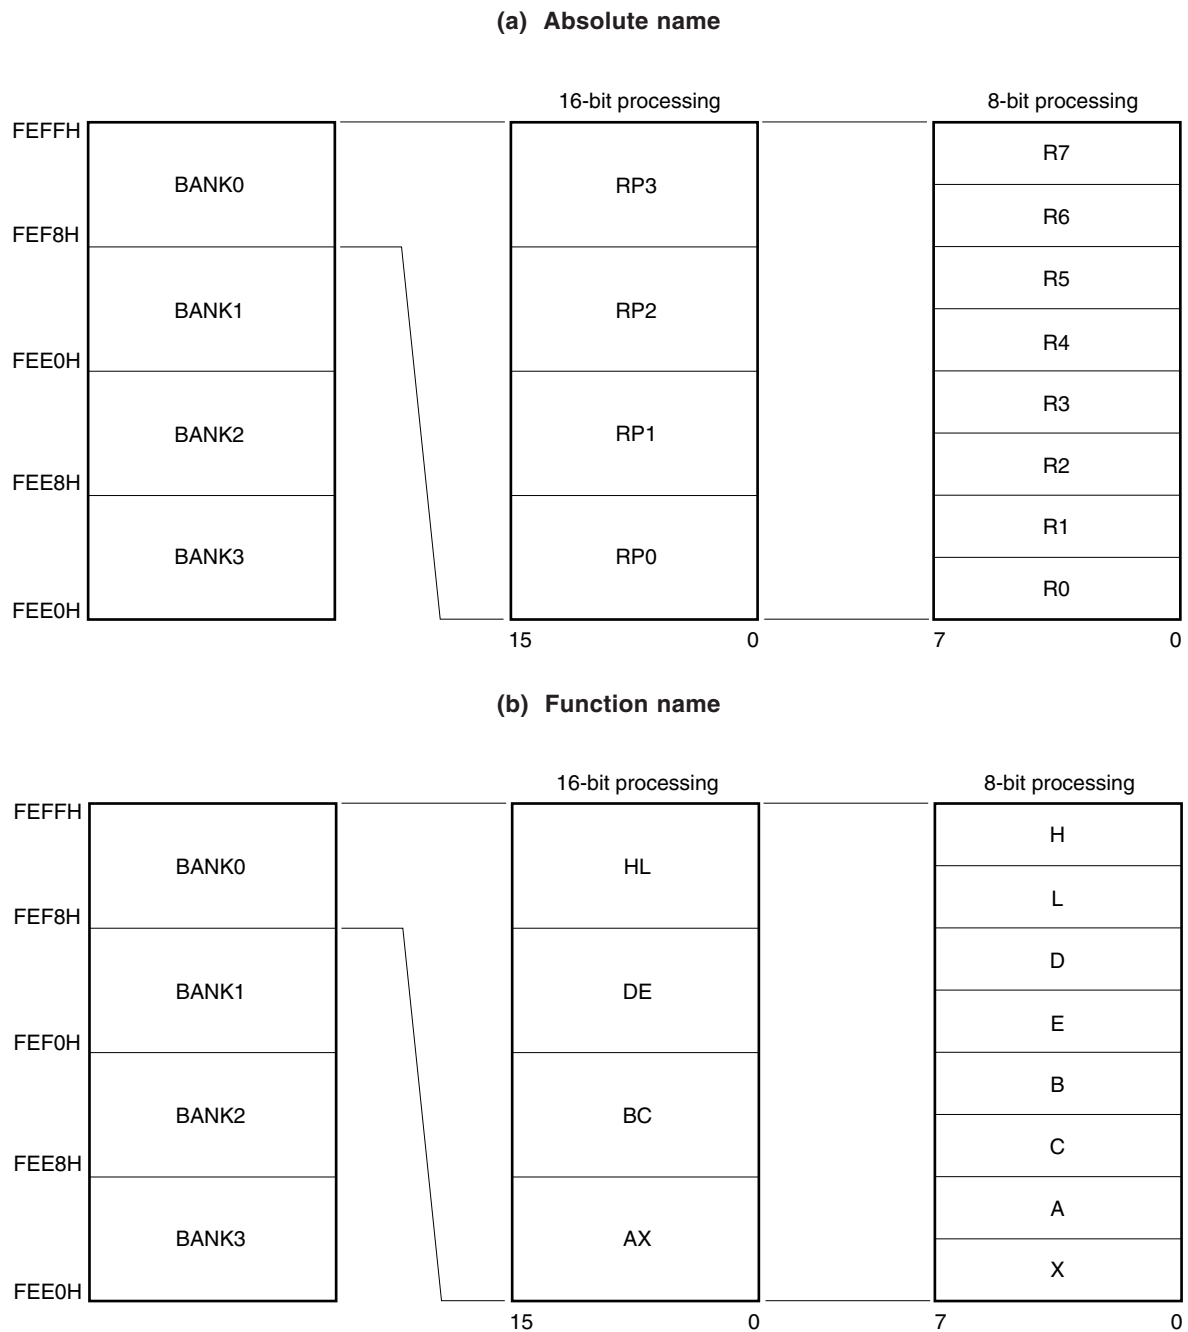 (a) Absolute name
16-bit processing
8-bit processing
FEFFH
BANK0
RP3
R7
R6
FEF8H
BANK1
RP2
R5
R4
FEE0H
BANK2
RP1
R3
R2
FEE8H
BANK3
RP0
R1
R0
FEE0H
15 0
7 0
(b) Function name
16-bit processing
8-bit processing
FEFFH
BANK0
HL
H
L
FEF8H
BANK1
DE
D
E
FEF0H
BANK2
BC
B
C
FEE8H
BANK3
AX
A
X
FEE0H
15 0
7 0